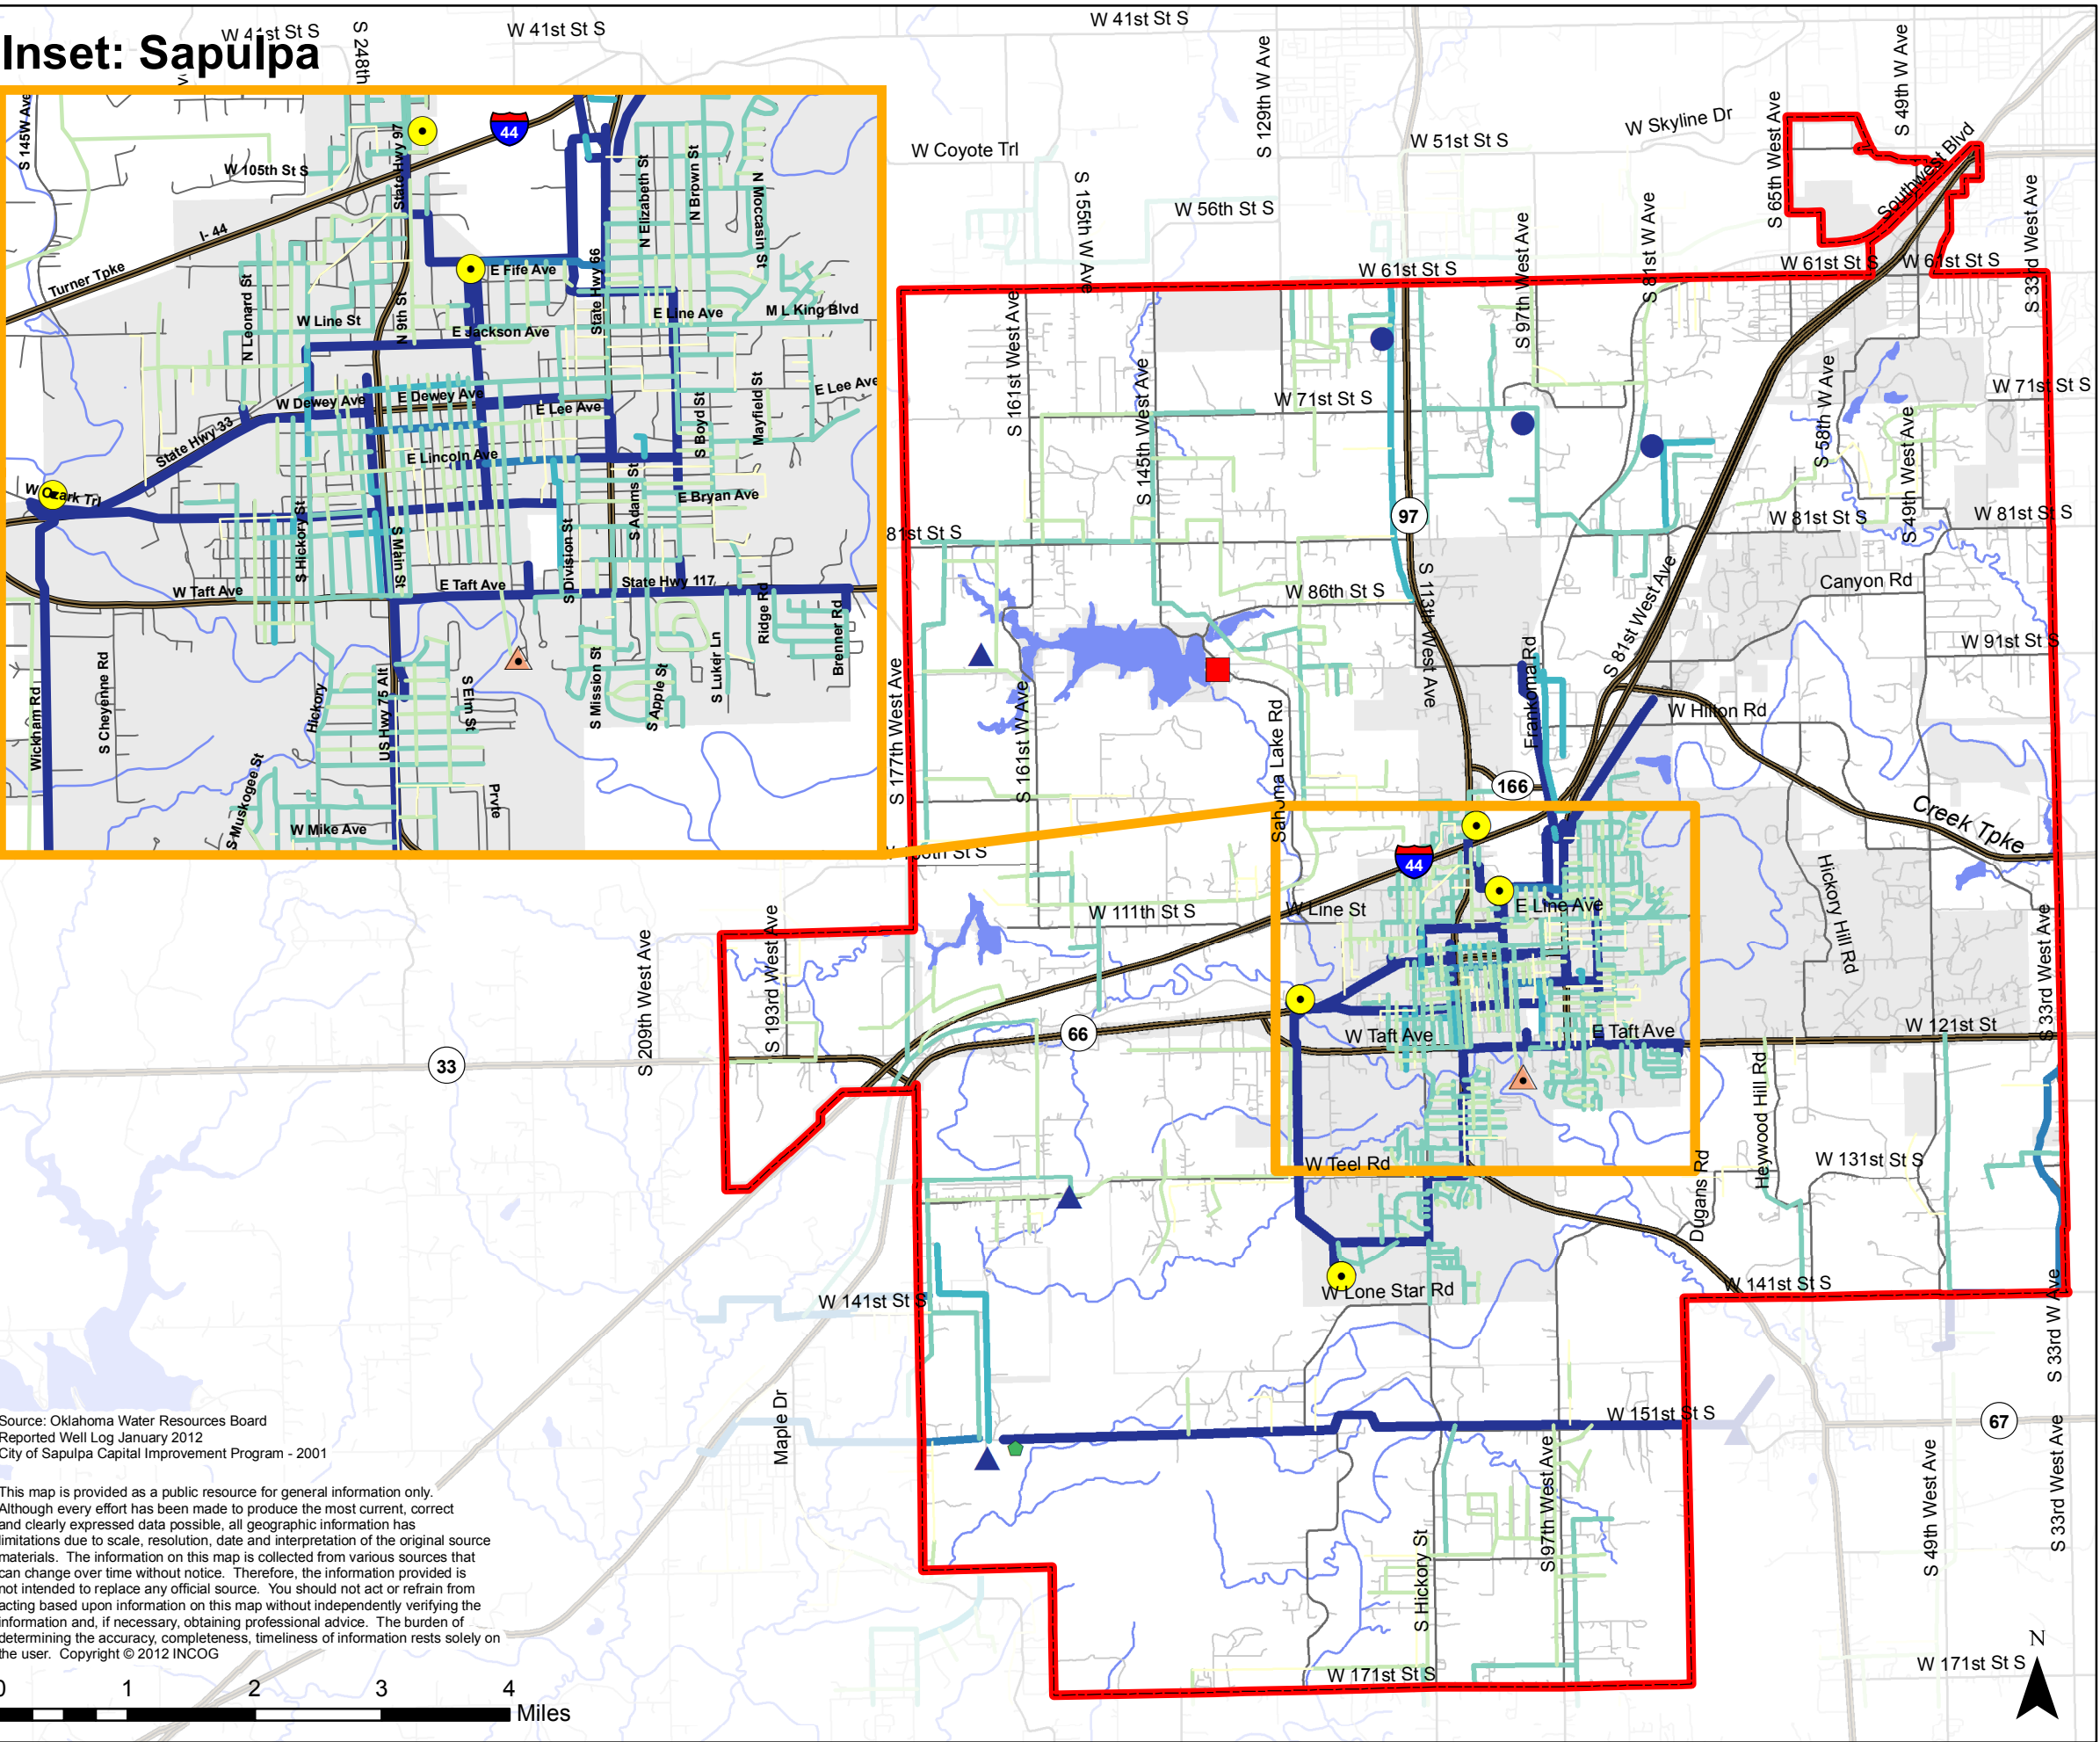 Inset: Sapulpa
W 41st St S
S 248th
W 41st St S
W 41st St S
S 129th W Ave
W Coyote Trl
S 155th W Ave
W 56th St S
W 51st St S
W Skyline Dr
S 65th West Ave
S 49th W Ave
Southwest Blvd
S 33rd West Ave
W 61st St S
W 61st St S
W 61st St S
S 97th West Ave
S 81st W Ave
S 161st West Ave
S 145th West Ave
W 71st St S
W 71st St S
S 58th W Ave
S 49th West Ave
S 33rd West Ave
81st St S
97
W 81st St S
W 81st St S
W 86th St S
S 113th West Ave
Canyon Rd
W 91st St S
S 81st West Ave
Frankoma Rd
W Hilton Rd
S 177th West Ave
S 161st W Ave
Sahoma Lake Rd
166
Creek Tpke
44
W Line St
E Line Ave
W 111th St S
Hickory Hill Rd
S 209th West Ave
S 193rd West Ave
33
66
W Taft Ave
E Taft Ave
W 121st St
S 33rd West Ave
Heywood Hill Rd
W Teel Rd
W 131st St S
Dugans Rd
W Lone Star Rd
W 141st St S
W 141st St S
S 33rd W Ave
Maple Dr
W 151st St S
67
S 97th West Ave
S Hickory St
S 49th West Ave
S 33rd West Ave
W 171st St S
W 171st St S
N
S 145W Ave
W 105th St S
State Hwy 97
44
I- 44
Turner Tpke
N Elizabeth St
N Brown St
N Moccasin St
E Fife Ave
State Hwy 66
N Leonard St
W Line St
N 9th St
E Jackson Ave
E Line Ave
M L King Blvd
W Dewey Ave
E Dewey Ave
E Lee Ave
E Lee Ave
S Boyd St
Mayfield St
State Hwy 33
E Lincoln Ave
W Ozark Trl
S Adams St
E Bryan Ave
S Hickory St
S Main St
S Division St
W Taft Ave
E Taft Ave
State Hwy 117
Ridge Rd
Brenner Rd
Wickham Rd
S Cheyenne Rd
Hickory
US Hwy 75 Alt
S Elm St
S Mission St
S Apple St
S Luker Ln
S Muskogee St
W Mike Ave
Prvte
Source: Oklahoma Water Resources Board
Reported Well Log January 2012
City of Sapulpa Capital Improvement Program - 2001
This map is provided as a public resource for general information only.
Although every effort has been made to produce the most current, correct
and clearly expressed data possible, all geographic information has
limitations due to scale, resolution, date and interpretation of the original source
materials. The information on this map is collected from various sources that
can change over time without notice. Therefore, the information provided is
not intended to replace any official source. You should not act or refrain from
acting based upon information on this map without independently verifying the
information and, if necessary, obtaining professional advice. The burden of
determining the accuracy, completeness, timeliness of information rests solely on
the user. Copyright © 2012 INCOG
0 1 2 3 4
Miles